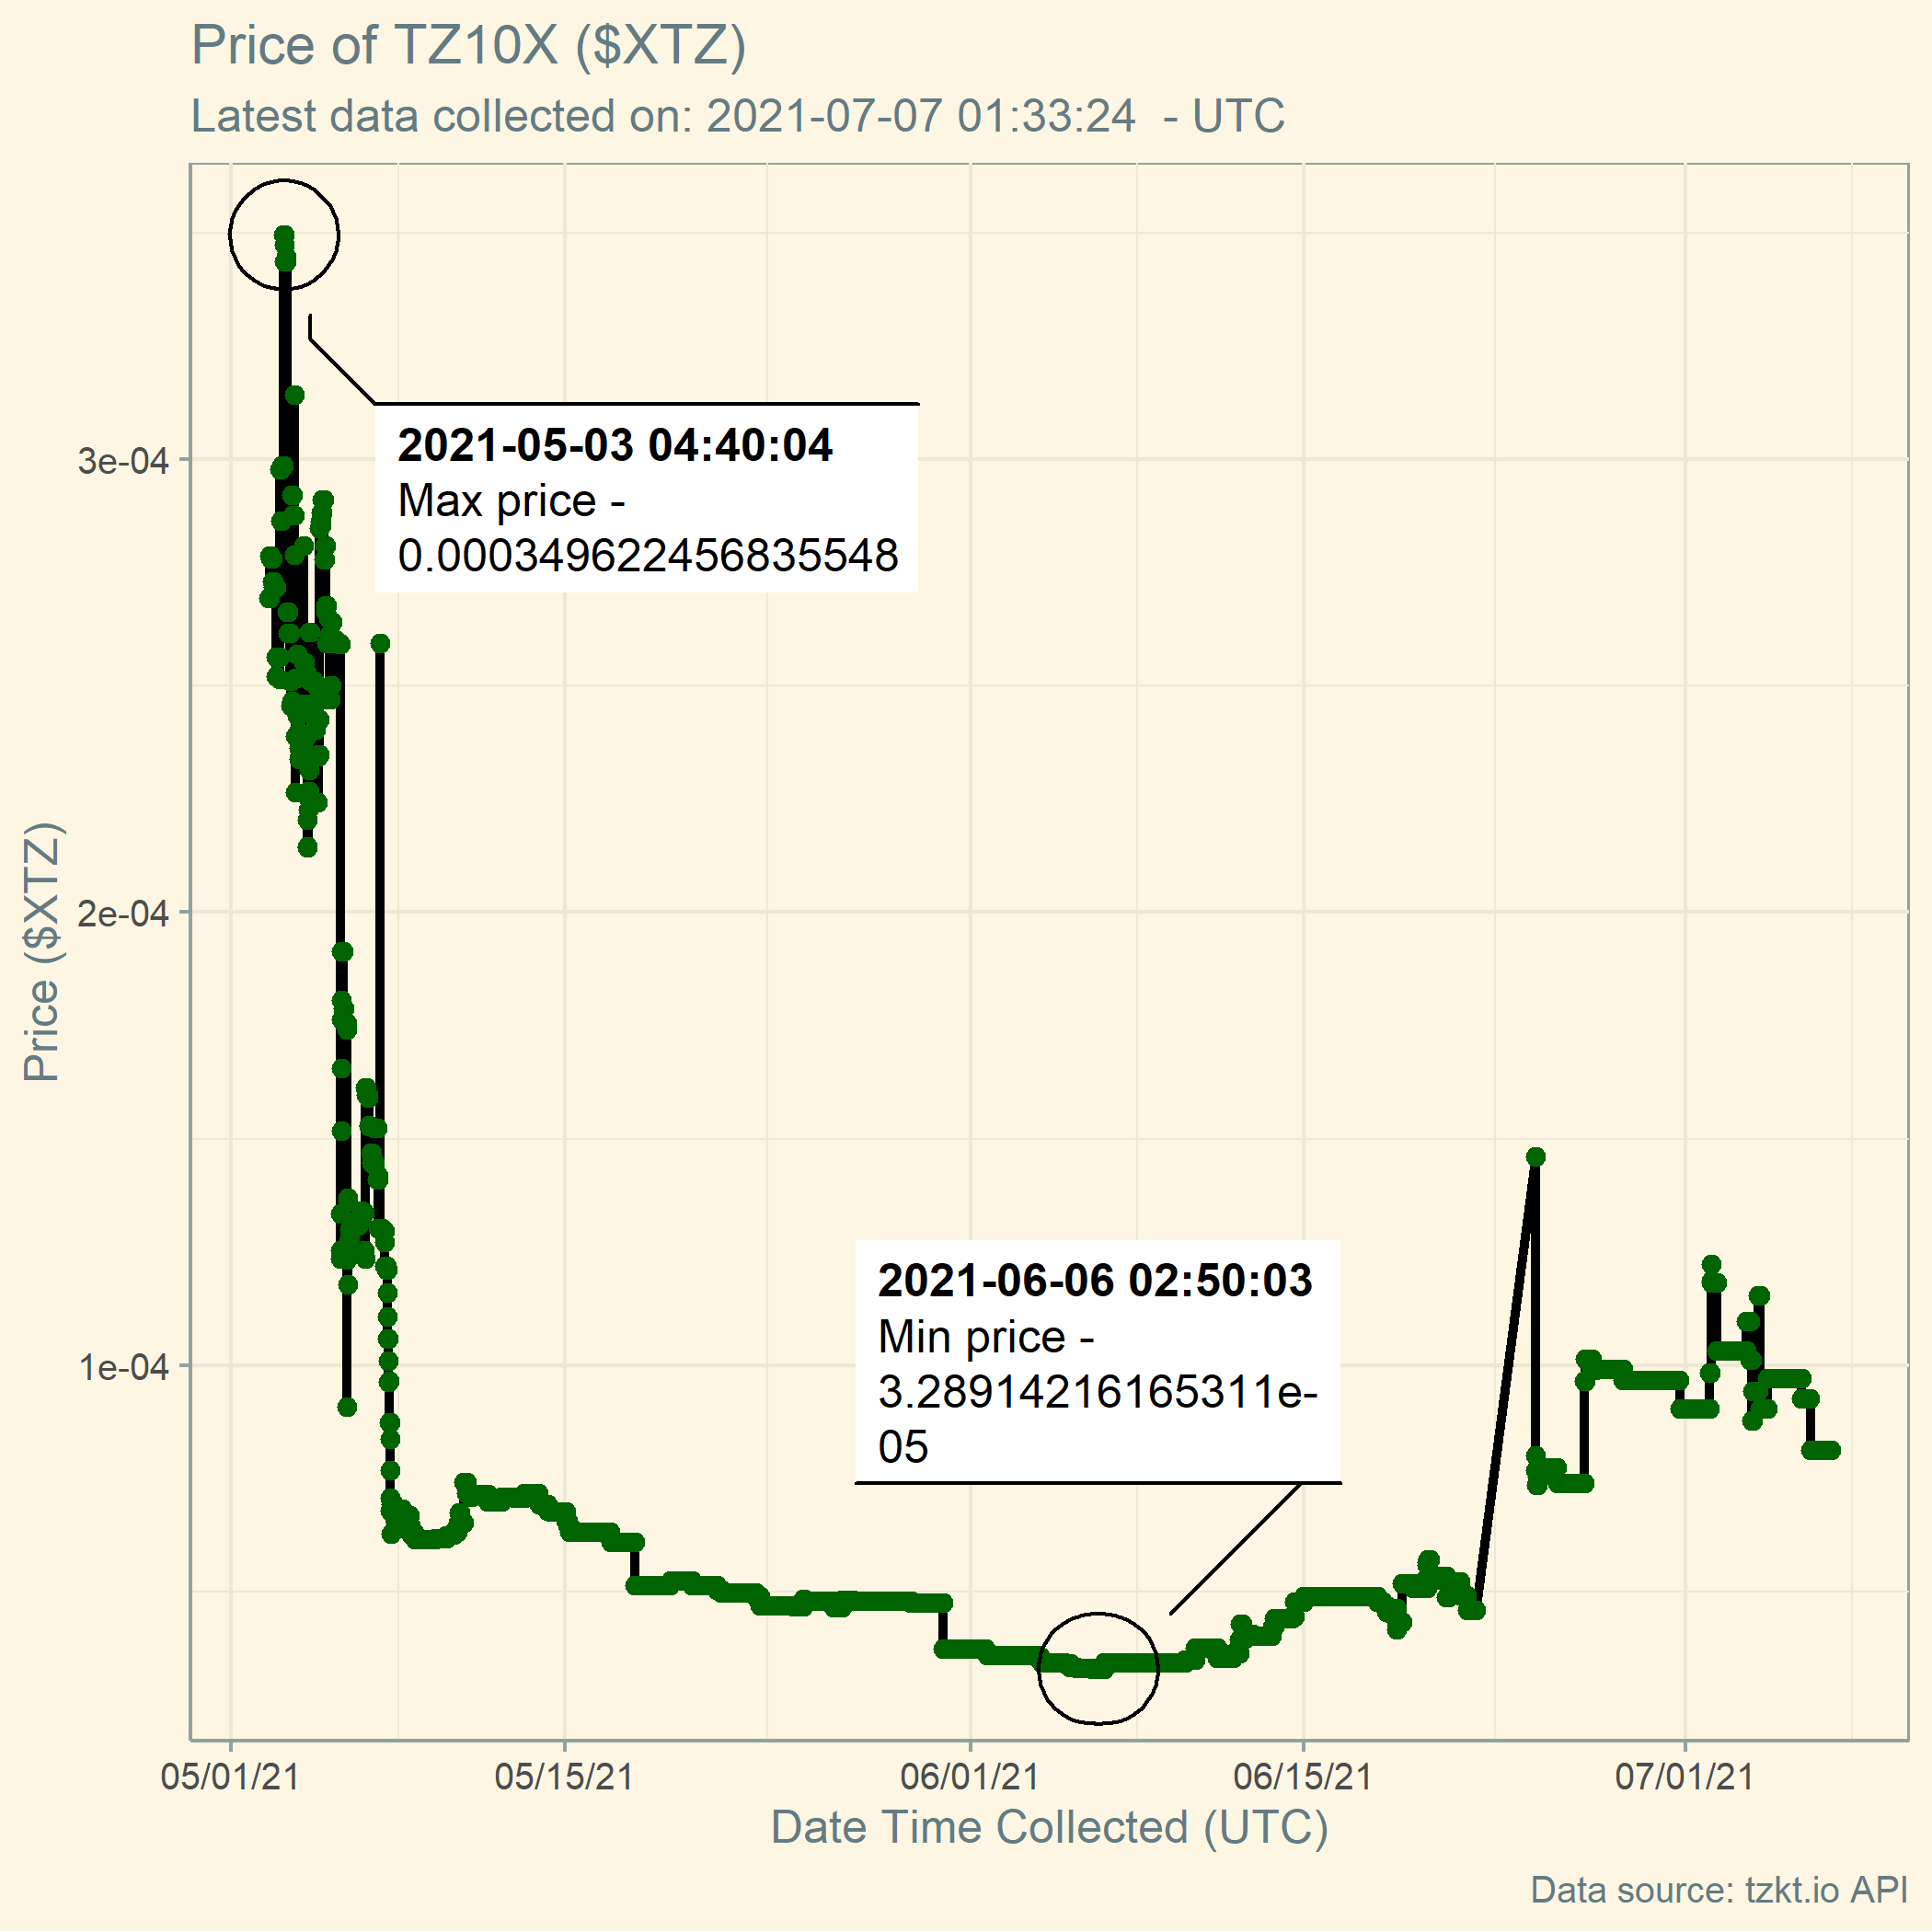 Price of TZ10X ($XTZ)
Latest data collected on: 2021-07-07 01:33:24  - UTC
2021-05-03 04:40:04
Max price -
0.000349622456835548
3e-04
2e-04
Price ($XTZ)
2021-06-06 02:50:03
Min price -
3.28914216165311e-
05
1e-04
05/01/21
05/15/21
06/01/21
06/15/21
07/01/21
Date Time Collected (UTC)
Data source: tzkt.io API